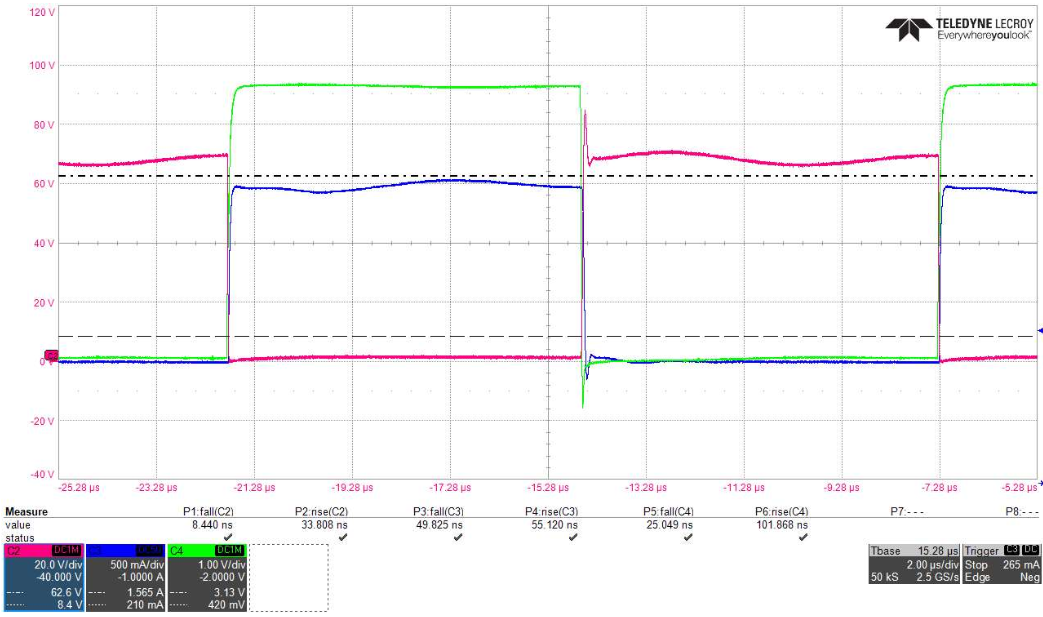 120 V
TELEDYNE LECROY
Everywhereyoulook™
100 V
80 V
60 V
40 V
20 V
C2
0 V
-20 V
-40 V
-25.28 µs -23.28 µs -21.28 µs -19.28 µs -17.28 µs -15.28 µs -13.28 µs -11.28 µs -9.28 µs -7.28 µs -5.28 µs
Measure P1:fall(C2) P2:rise(C2) P3:fall(C3) P4:rise(C3) P5:fall(C4) P6:rise(C4) P7:- - - P8:- - -
value 8.440 ns 33.808 ns 49.825 ns 55.120 ns 25.049 ns 101.868 ns
status ✔ ✔ ✔ ✔ ✔ ✔
C2 DC1M C3 C4 DC1M
20.0 V/div 500 mA/div 1.00 V/div
-40.000 V -1.0000 A -2.0000 V
62.6 V 1.565 A 3.13 V
8.4 V 210 mA 420 mV
Tbase 15.28 µs Trigger C3 DC
2.00 µs/div Stop 265 mA
50 kS 2.5 GS/s Edge Neg